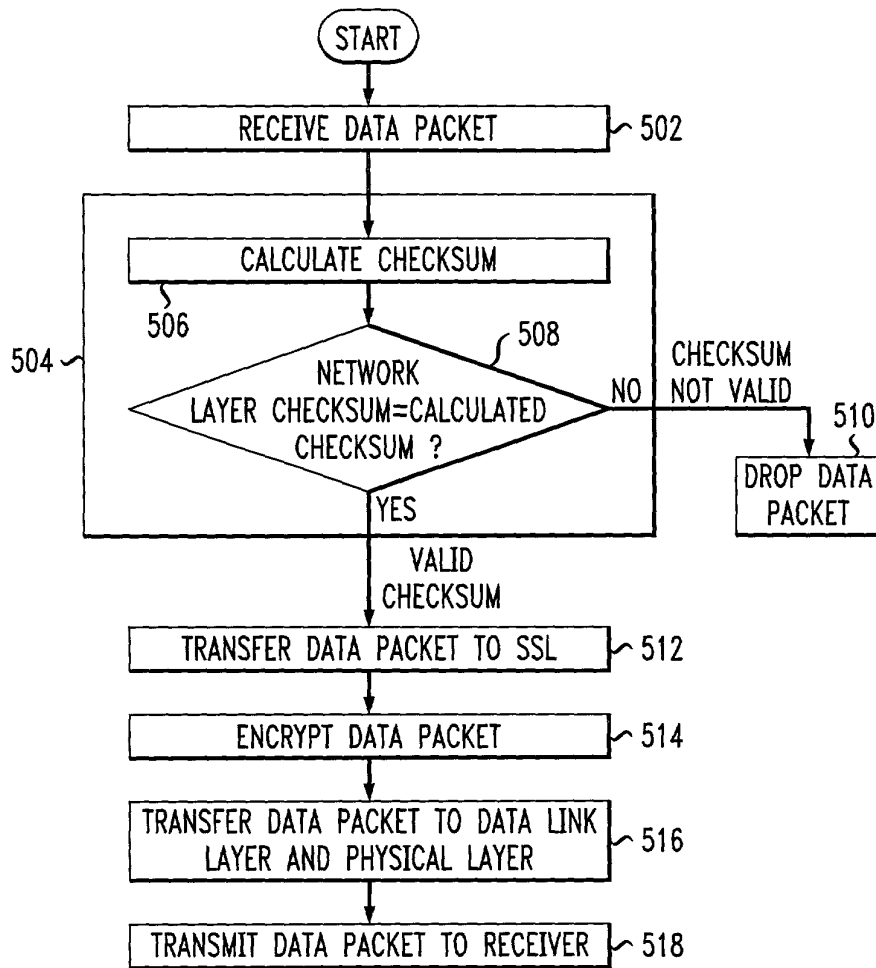 START
RECEIVE DATA PACKET
502
CALCULATE CHECKSUM
506
508
504
NETWORK
LAYER CHECKSUM=CALCULATED
CHECKSUM ?
NO
CHECKSUM
NOT VALID
510
DROP DATA
PACKET
YES
VALID
CHECKSUM
TRANSFER DATA PACKET TO SSL
512
ENCRYPT DATA PACKET
514
TRANSFER DATA PACKET TO DATA LINK
LAYER AND PHYSICAL LAYER
516
TRANSMIT DATA PACKET TO RECEIVER
518